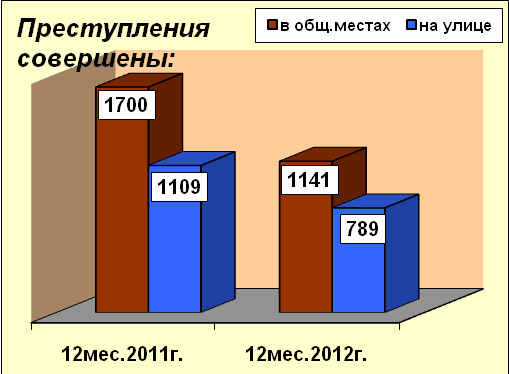 Преступления
совершены:
в общ.местах
на улице
1700
1109
1141
789
12мес.2011г.
12мес.2012г.